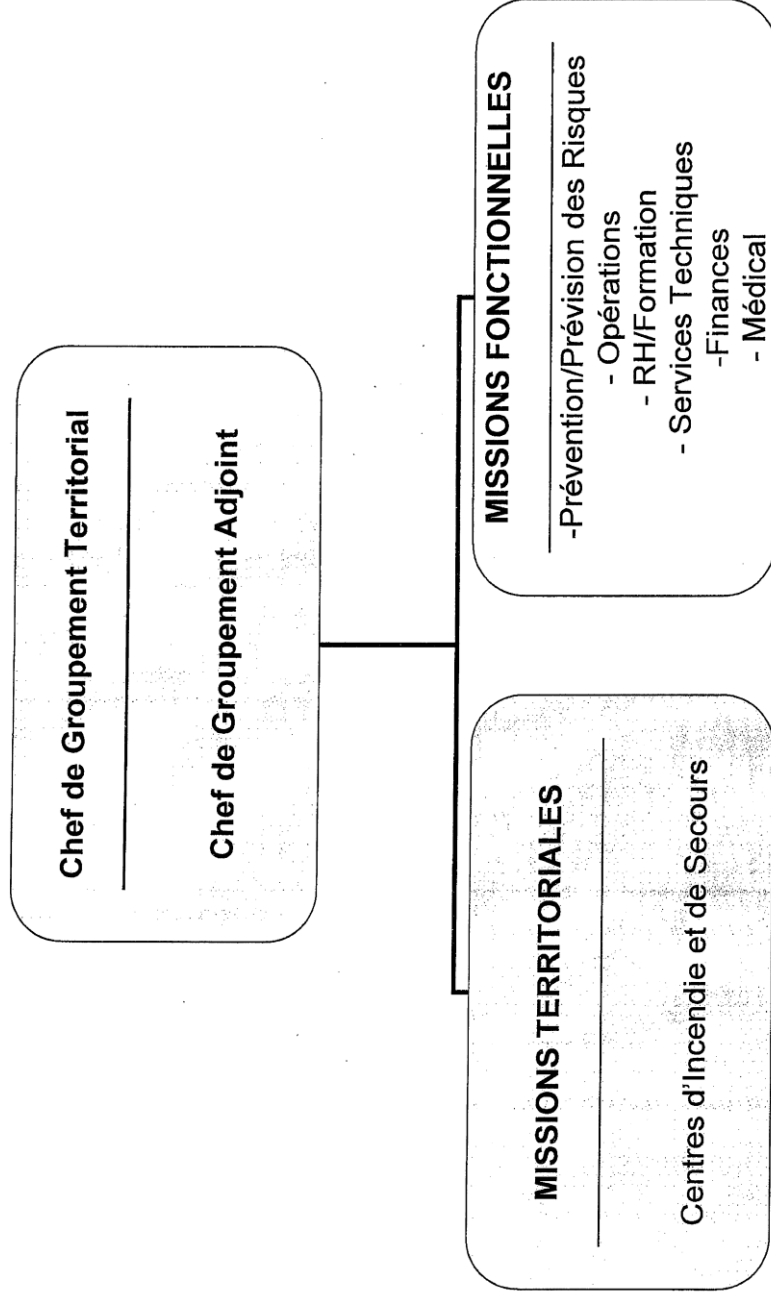 Chef de Groupement Territorial
Chef de Groupement Adjoint
MISSIONS TERRITORIALES
Centres d'Incendie et de Secours
MISSIONS FONCTIONNELLES
-Prévention/Prévision des Risques
- Opérations
- RH/Formation
- Services Techniques
-Finances
- Médical